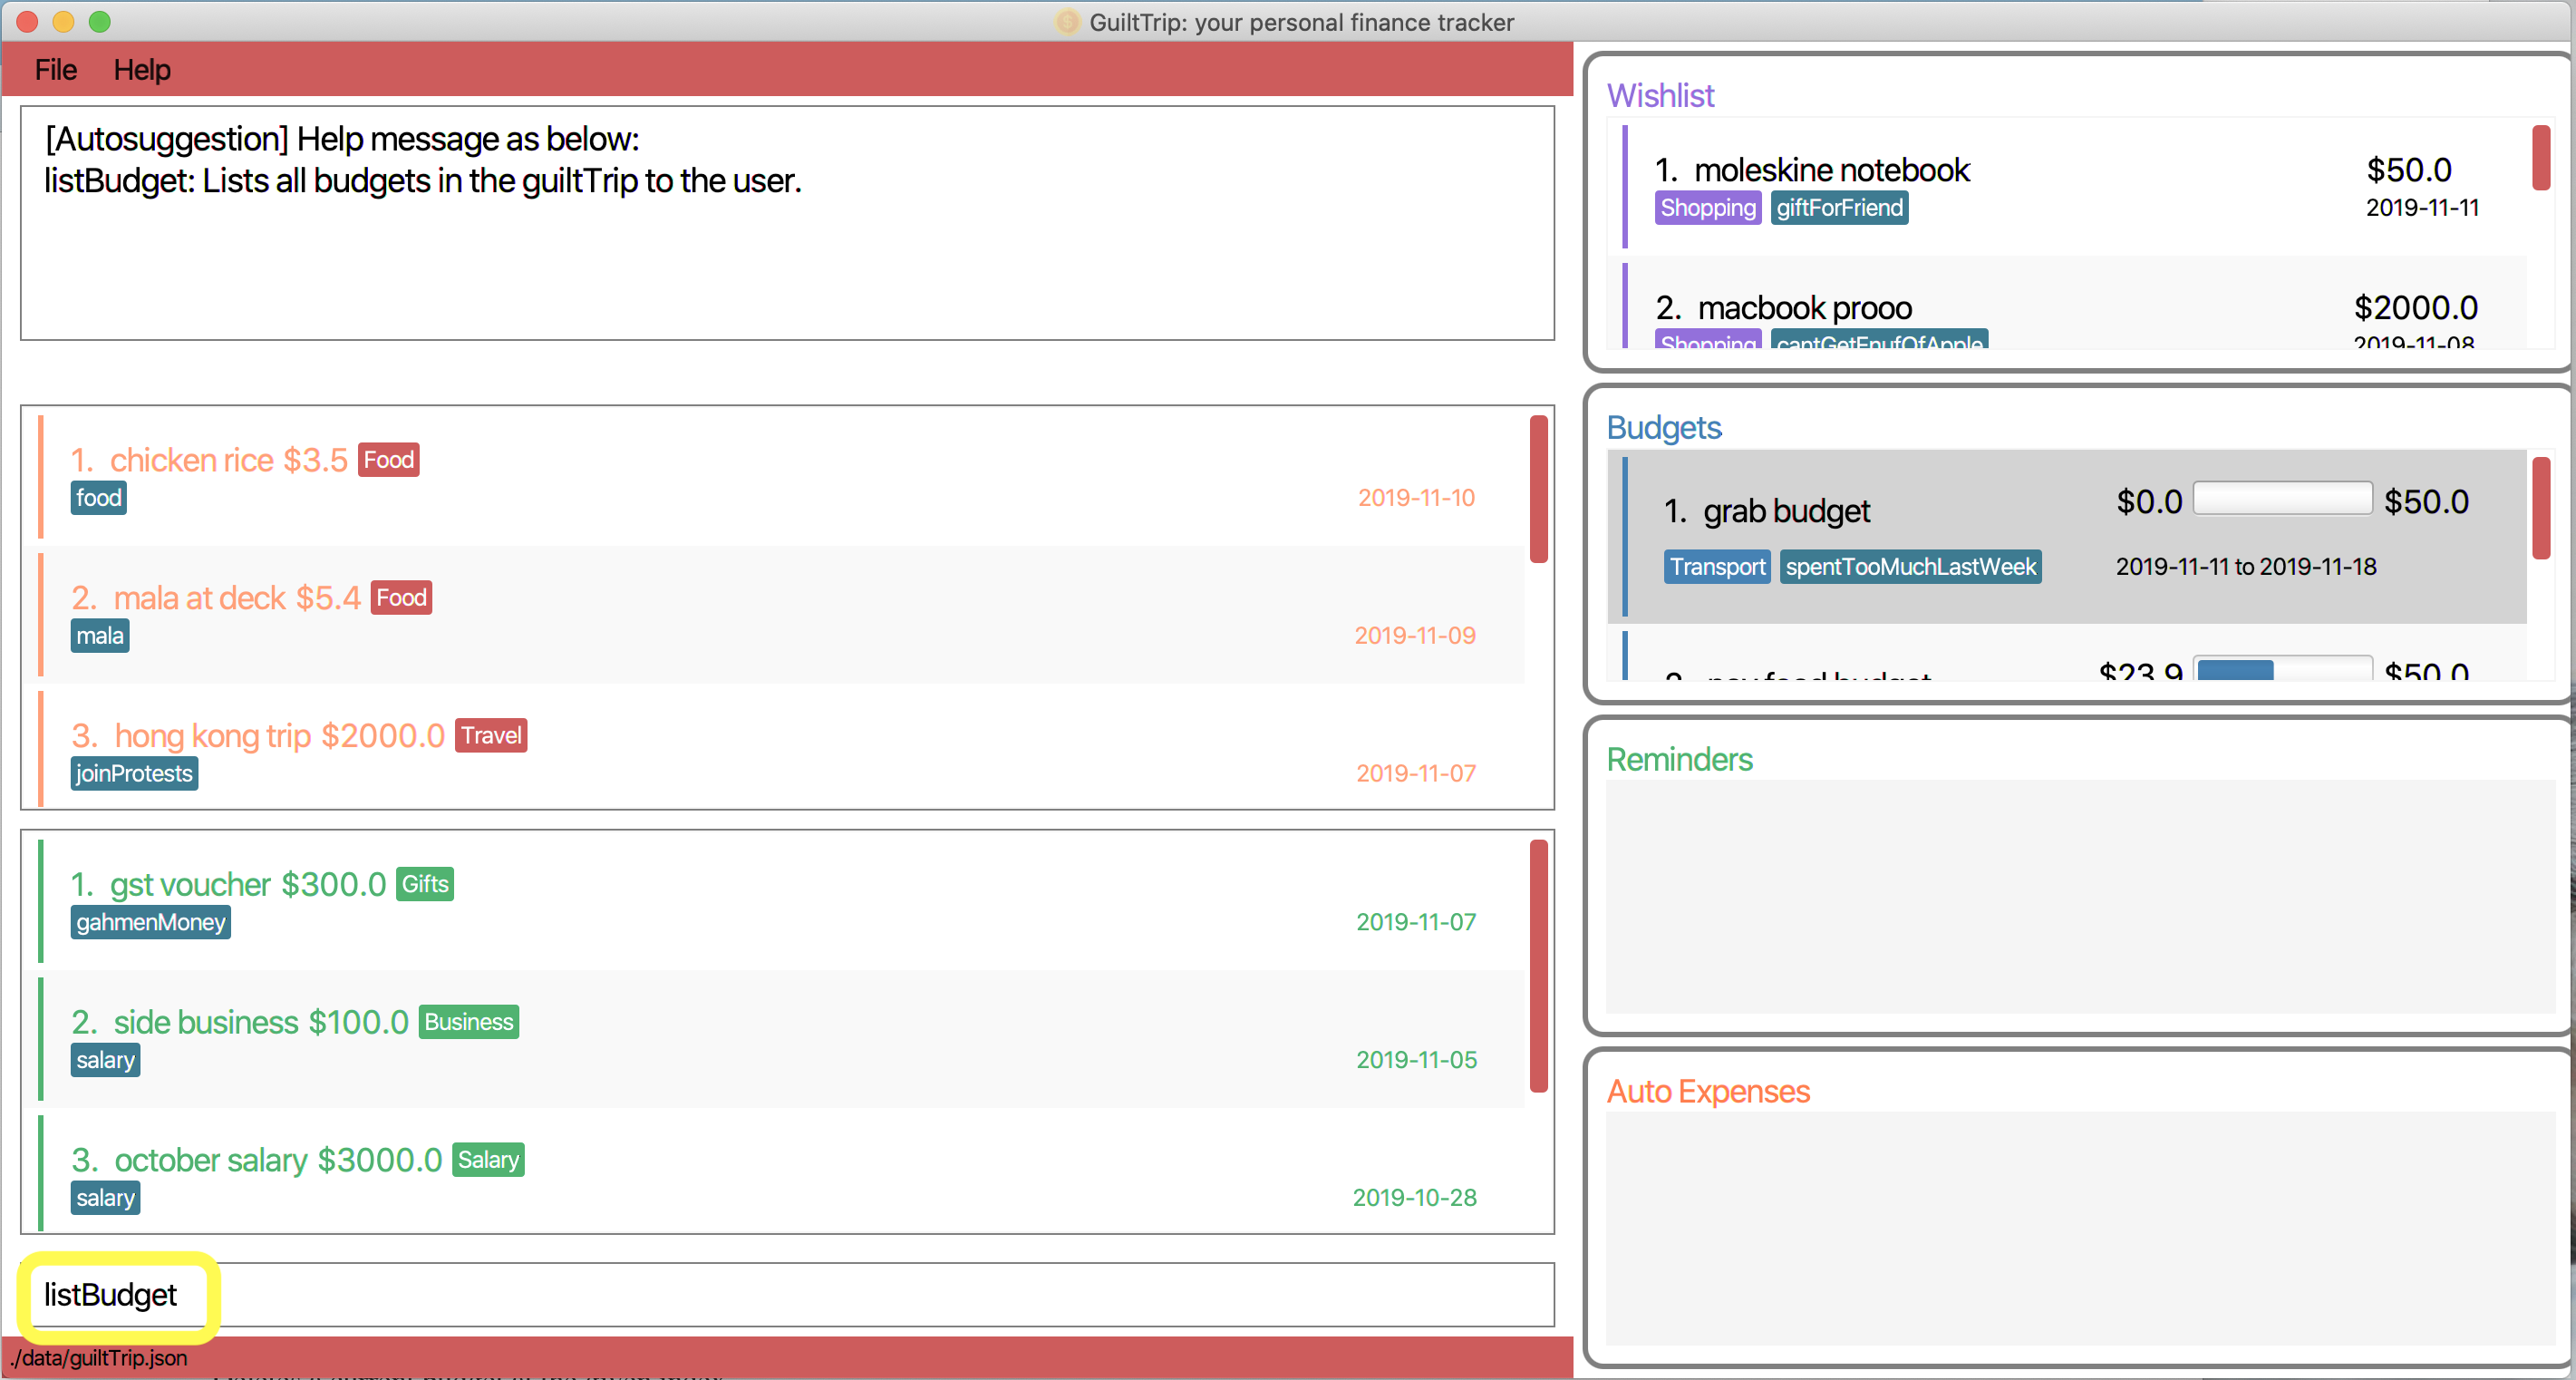 GuiltTrip: your personal finance tracker
File Help
[Autosuggestion] Help message as below:
listBudget: Lists all budgets in the guiltTrip to the user.
1. chicken rice $3.5 Food
food 2019-11-10
2. mala at deck $5.4 Food
mala 2019-11-09
3. hong kong trip $2000.0 Travel
joinProtests 2019-11-07
1. gst voucher $300.0 Gifts
gahmenMoney 2019-11-07
2. side business $100.0 Business
salary 2019-11-05
3. october salary $3000.0 Salary
salary 2019-10-28
listBudget
./data/guiltTrip.json
Wishlist
1. moleskine notebook $50.0
Shopping giftForFriend 2019-11-11
2. macbook prooo $2000.0
Shopping cantGetEnufOfApple 2019-11-08
Budgets
1. grab budget $0.0 $50.0
Transport spentTooMuchLastWeek 2019-11-11 to 2019-11-18
$23.9 $50.0
Reminders
Auto Expenses